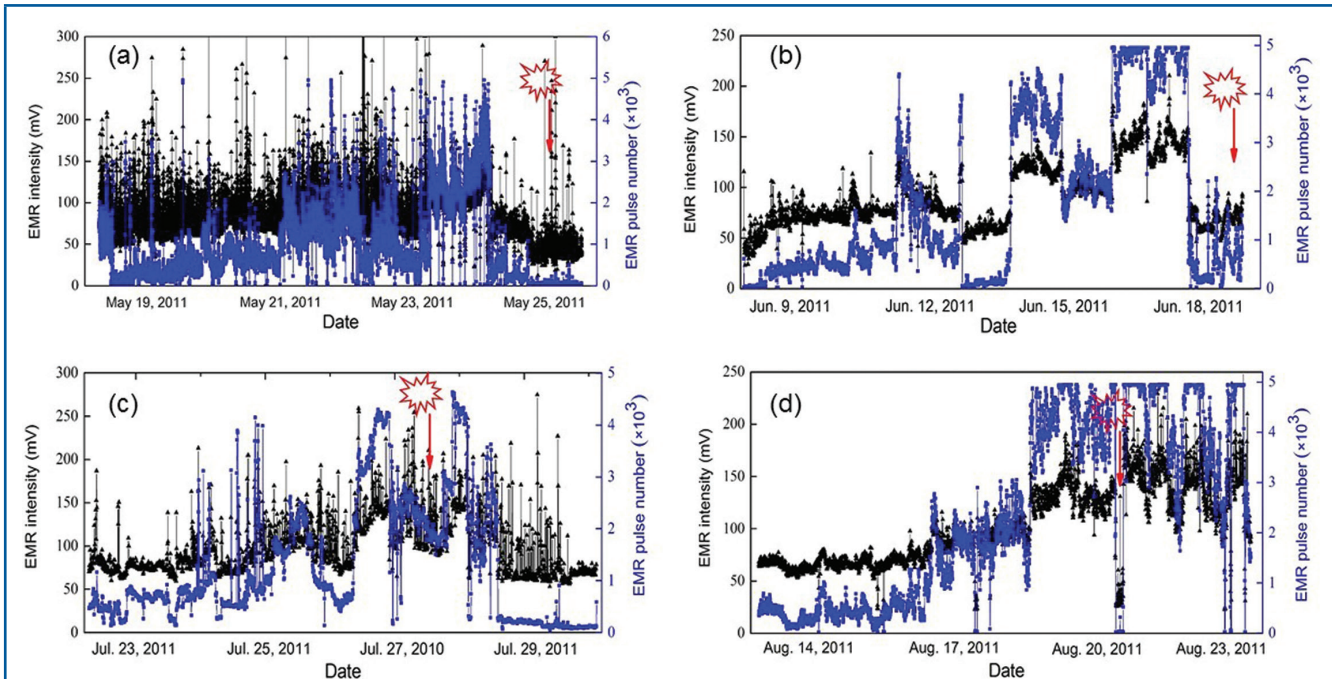 (a)
300
250
200
150
100
50
0
EMR intensity (mV)
6
5
4
3
2
1
0
EMR pulse number (×10³)
May 19, 2011 May 21, 2011 May 23, 2011 May 25, 2011
Date
(b)
250
200
150
100
50
0
EMR intensity (mV)
5
4
3
2
1
0
EMR pulse number (×10³)
Jun. 9, 2011 Jun. 12, 2011 Jun. 15, 2011 Jun. 18, 2011
Date
(c)
300
250
200
150
100
50
0
EMR intensity (mV)
5
4
3
2
1
0
EMR pulse number (×10³)
Jul. 23, 2011 Jul. 25, 2011 Jul. 27, 2010 Jul. 29, 2011
Date
(d)
250
200
150
100
50
0
EMR intensity (mV)
5
4
3
2
1
0
EMR pulse number (×10³)
Aug. 14, 2011 Aug. 17, 2011 Aug. 20, 2011 Aug. 23, 2011
Date